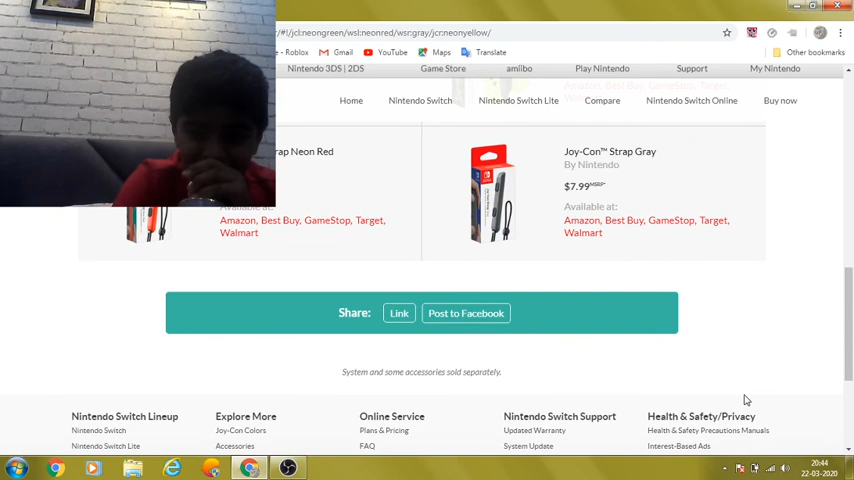 /#!/jcl:neongreen/wsl:neonred/wsr:gray/jcr:neonyellow/
- Roblox Gmail YouTube Maps Translate Other bookmarks
Nintendo 3DS | 2DS Game Store amiibo Play Nintendo Support My Nintendo
Home Nintendo Switch Nintendo Switch Lite Compare Nintendo Switch Online Buy now
rap Neon Red
Joy-Con™ Strap Gray
By Nintendo
$7.99MSRP*
Available at:
Amazon, Best Buy, GameStop, Target,
Walmart
Available at:
Amazon, Best Buy, GameStop, Target,
Walmart
Share: Link Post to Facebook
System and some accessories sold separately.
Nintendo Switch Lineup Explore More Online Service Nintendo Switch Support Health & Safety/Privacy
Nintendo Switch Joy-Con Colors Plans & Pricing Updated Warranty Health & Safety Precautions Manuals
Nintendo Switch Lite Accessories FAQ System Update Interest-Based Ads
20:44
22-03-2020